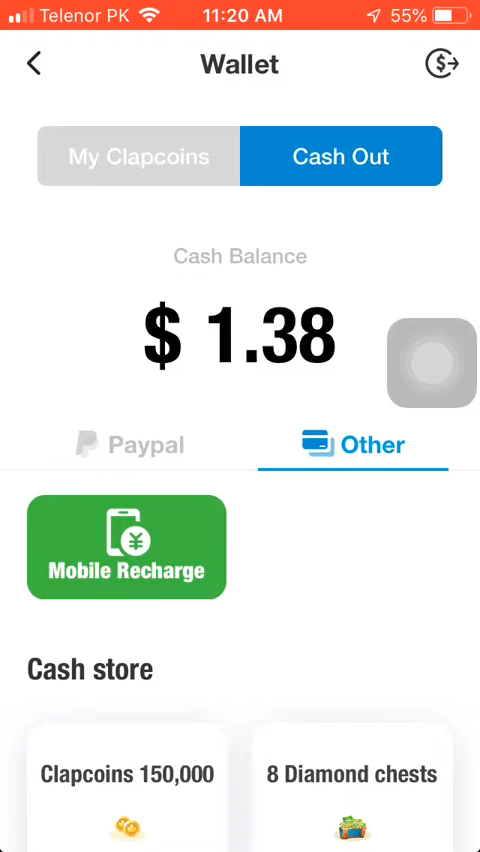 Telenor PK 11:20 AM 55%
Wallet
My Clapcoins Cash Out
Cash Balance
$ 1.38
Paypal Other
Mobile Recharge
Cash store
Clapcoins 150,000 8 Diamond chests